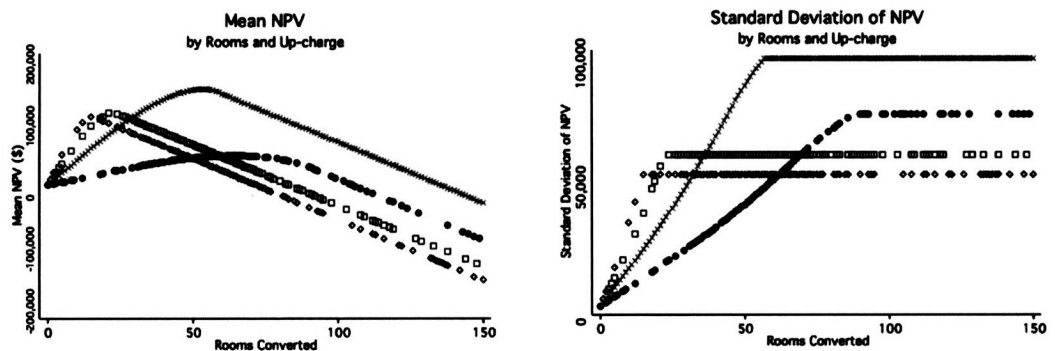 Mean NPV
by Rooms and Up-charge
Mean NPV ($)
200,000
100,000
0
-100,000
-200,000
0
50
100
150
Rooms Converted
Standard Deviation of NPV
by Rooms and Up-charge
Standard Deviation of NPV
100,000
50,000
0
0
50
100
150
Rooms Converted